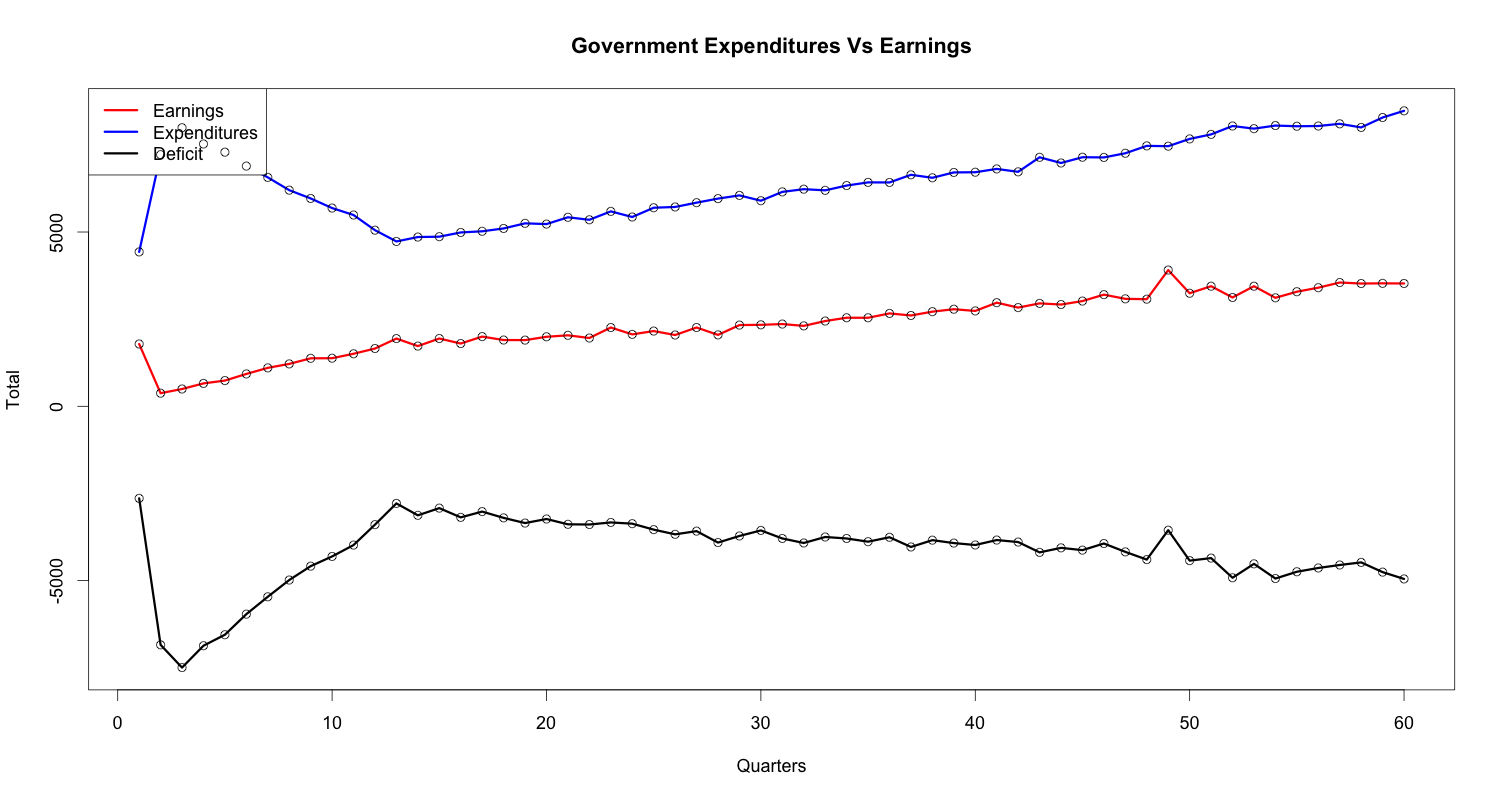 Government Expenditures Vs Earnings
Earnings
Expenditures
Deficit
5000
0
-5000
Total
0 10 20 30 40 50 60
Quarters